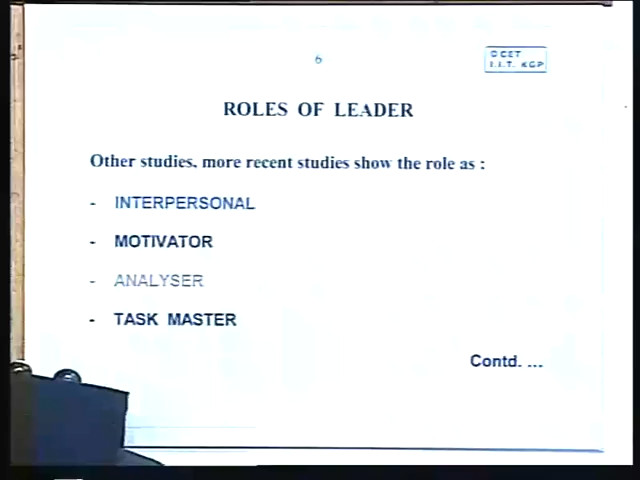 6
© CET
I.I.T. KGP
ROLES OF LEADER
Other studies, more recent studies show the role as :
- INTERPERSONAL
- MOTIVATOR
- ANALYSER
- TASK MASTER
Contd. ...